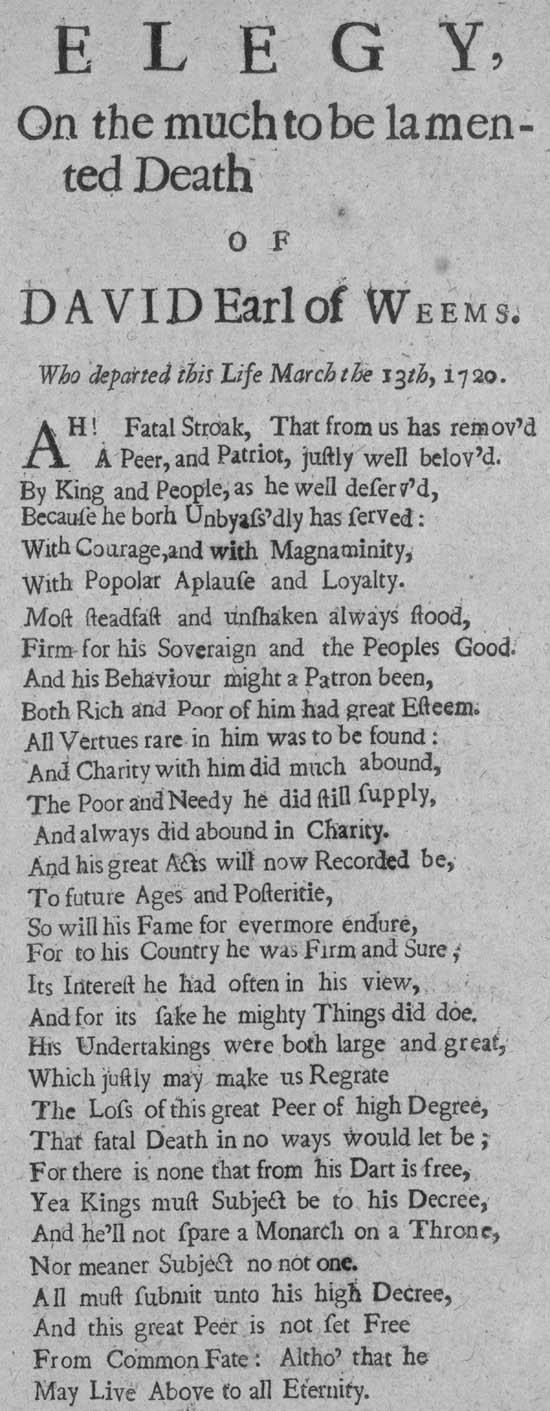 ELEGY,
On the much to be lamen-
ted Death
OF
DAVID Earl of WEEMS.
Who departed this Life March the 13th, 1720.
AH! Fatal Stroak, That from us has remov'd
A Peer, and Patriot, juſtly well belov'd.
By King and People, as he well deſerv'd,
Becauſe he borh Unbyaſs'dly has ſerved:
With Courage, and with Magnaminity,
With Popolar Aplauſe and Loyalty.
Moſt ſteadfaſt and unſhaken always ſtood,
Firm for his Soveraign and the Peoples Good.
And his Behaviour might a Patron been,
Both Rich and Poor of him had great Eſteem.
All Vertues rare in him was to be found:
And Charity with him did much abound,
The Poor and Needy he did ſtill ſupply,
And always did abound in Charity.
And his great Acts will now Recorded be,
To future Ages and Poſteritie,
So will his Fame for evermore endure,
For to his Country he was Firm and Sure;
Its Intereſt he had often in his view,
And for its ſake he mighty Things did doe.
His Undertakings were both large and great,
Which juſtly may make us Regrate
The Loſs of this great Peer of high Degree,
That fatal Death in no ways would let be;
For there is none that from his Dart is free,
Yea Kings muſt Subject be to his Decree,
And he'll not ſpare a Monarch on a Throne,
Nor meaner Subject no not one.
All muſt ſubmit unto his high Decree,
And this great Peer is not ſet Free
From Common Fate: Altho' that he
May Live Above to all Eternity.